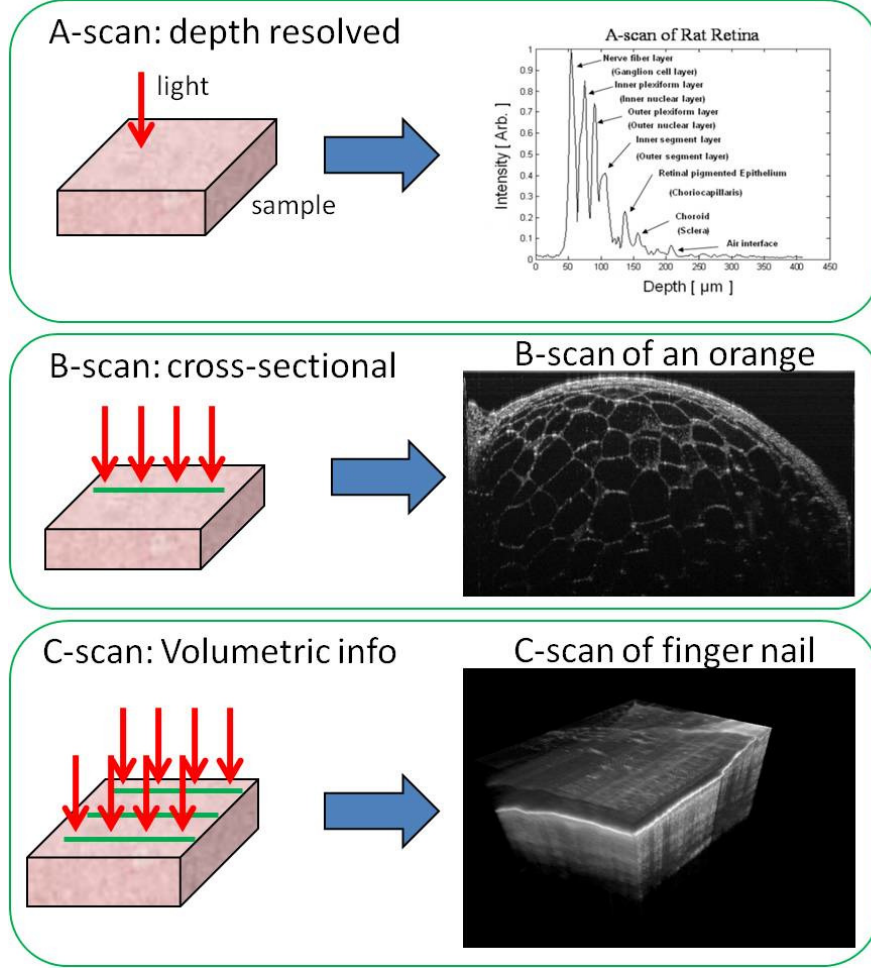 A-scan: depth resolved
light
sample
A-scan of Rat Retina
Nerve fiber layer
(Ganglion cell layer)
Inner plexiform layer
(Inner nuclear layer)
Outer plexiform layer
(Outer nuclear layer)
Inner segment layer
(Outer segment layer)
Retinal pigmented Epithelium
(Choriocapillaris)
Choroid
(Sclera)
Air interface
Intensity [ Arb. ]
1
0.9
0.8
0.7
0.6
0.5
0.4
0.3
0.2
0.1
0
0 50 100 150 200 250 300 350 400 450
Depth [ µm ]
B-scan: cross-sectional
B-scan of an orange
C-scan: Volumetric info
C-scan of finger nail